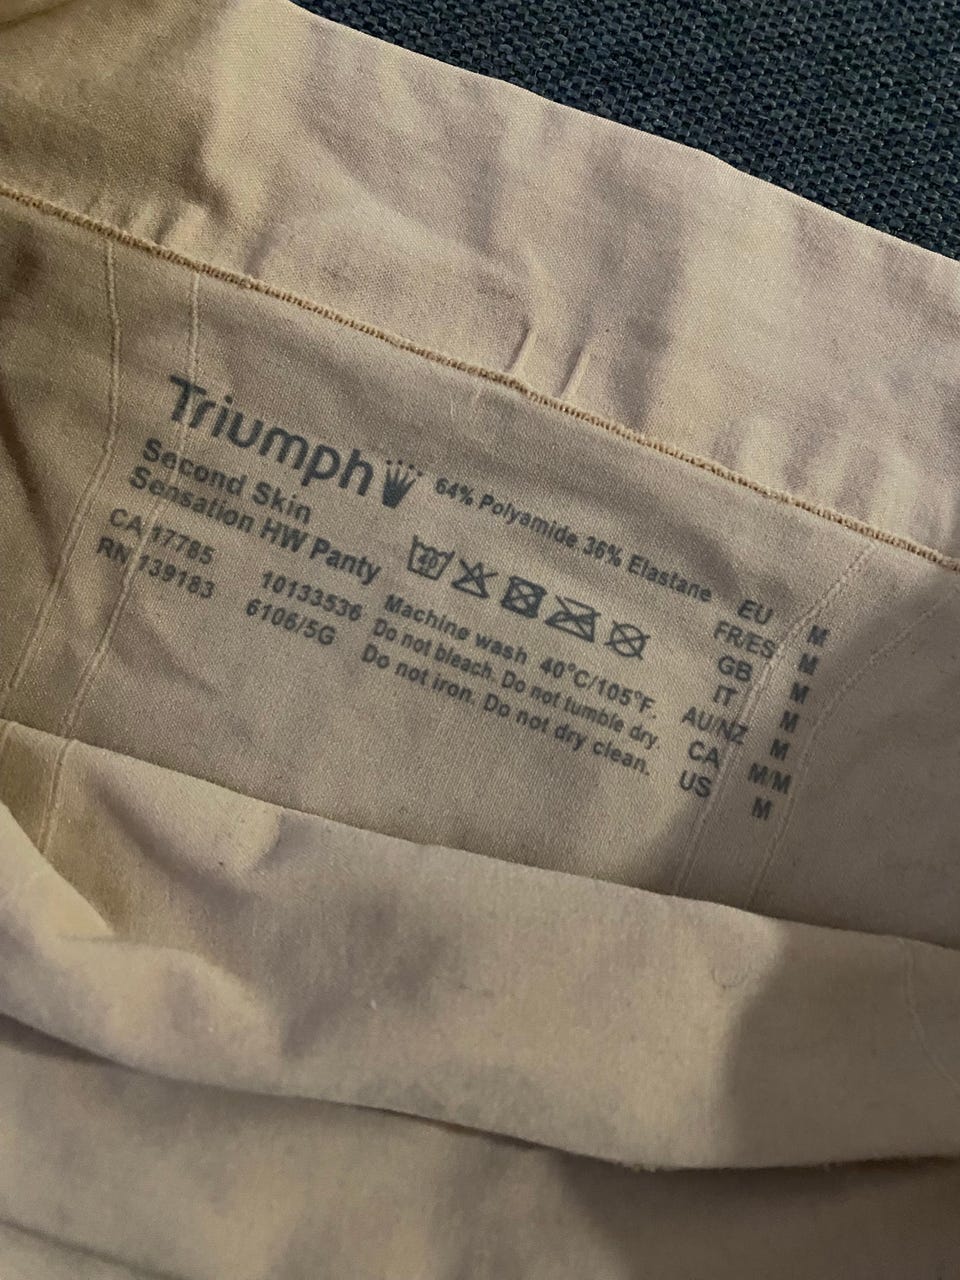 Triumph
Second Skin
Sensation HW Panty
CA 17785 10133536
RN 139183 6106/5G
64% Polyamide, 36% Elastane
40
Machine wash 40°C/105°F.
Do not bleach. Do not tumble dry.
Do not iron. Do not dry clean.
EU M
FR/ES M
GB M
IT M
AU/NZ M
CA M/M
US M